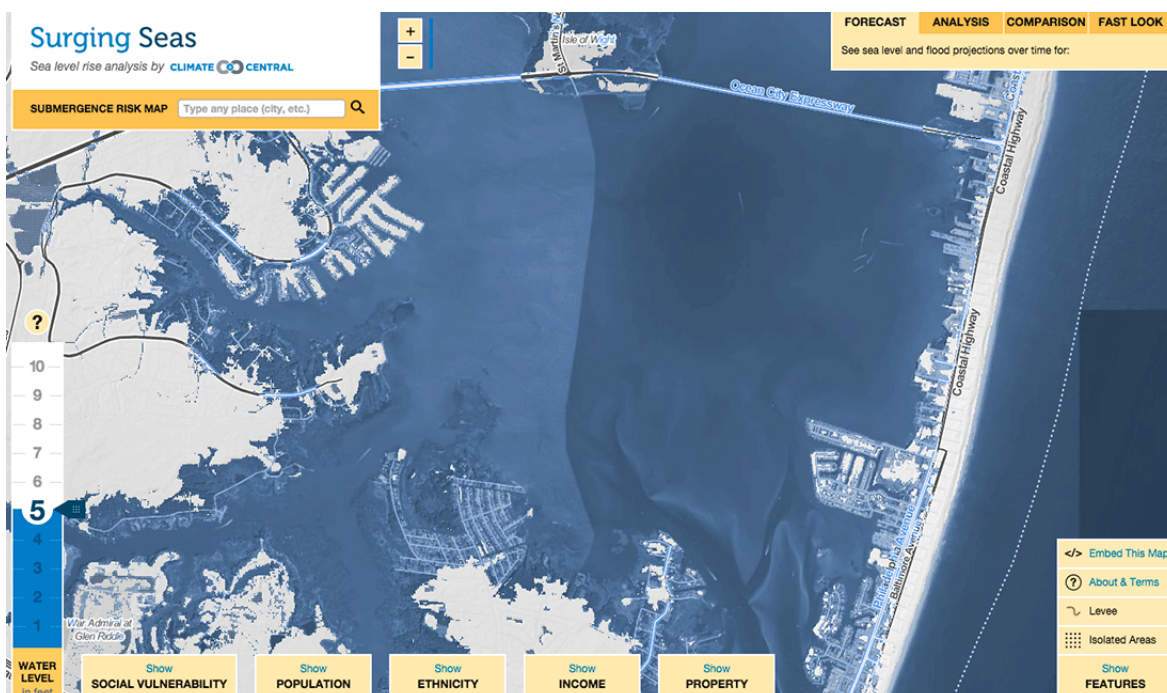 Surging Seas
Sea level rise analysis by CLIMATE CENTRAL
SUBMERGENCE RISK MAP
Type any place (city, etc.)
+
−
St Martin's
Isle of Wight
Ocean City Expressway
FORECAST ANALYSIS COMPARISON FAST LOOK
See sea level and flood projections over time for:
Coastal Highway
Coastal Highway
Philadelphia Avenue
Baltimore Avenue
?
10
9
8
7
6
5
4
3
2
1
War Admiral at
Glen Riddle
WATER
LEVEL
in feet
Show
SOCIAL VULNERABILITY
Show
POPULATION
Show
ETHNICITY
Show
INCOME
Show
PROPERTY
</> Embed This Map
? About & Terms
Levee
Isolated Areas
Show
FEATURES